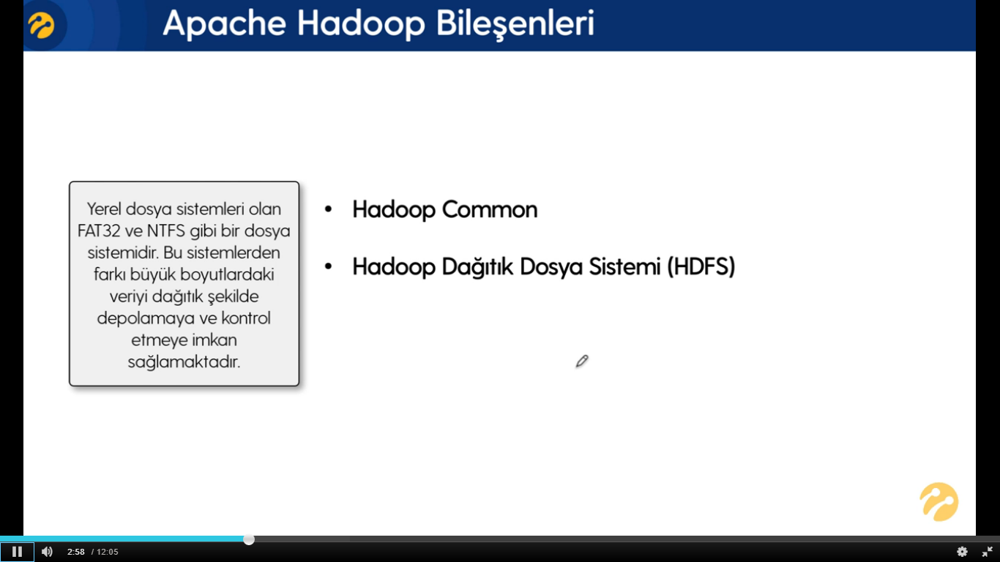 Apache Hadoop Bileşenleri
Yerel dosya sistemleri olan
FAT32 ve NTFS gibi bir dosya
sistemidir. Bu sistemlerden
farkı büyük boyutlardaki
veriyi dağıtık şekilde
depolamaya ve kontrol
etmeye imkan
sağlamaktadır.
• Hadoop Common
• Hadoop Dağıtık Dosya Sistemi (HDFS)
2:58 / 12:05